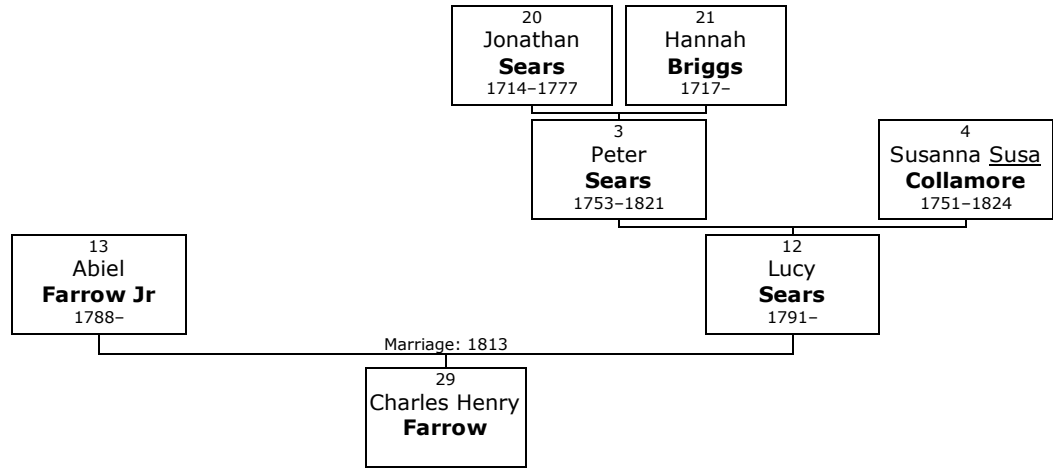 20
Jonathan
Sears
1714–1777
21
Hannah
Briggs
1717–
3
Peter
Sears
1753–1821
4
Susanna Susa
Collamore
1751–1824
13
Abiel
Farrow Jr
1788–
12
Lucy
Sears
1791–
Marriage: 1813
29
Charles Henry
Farrow